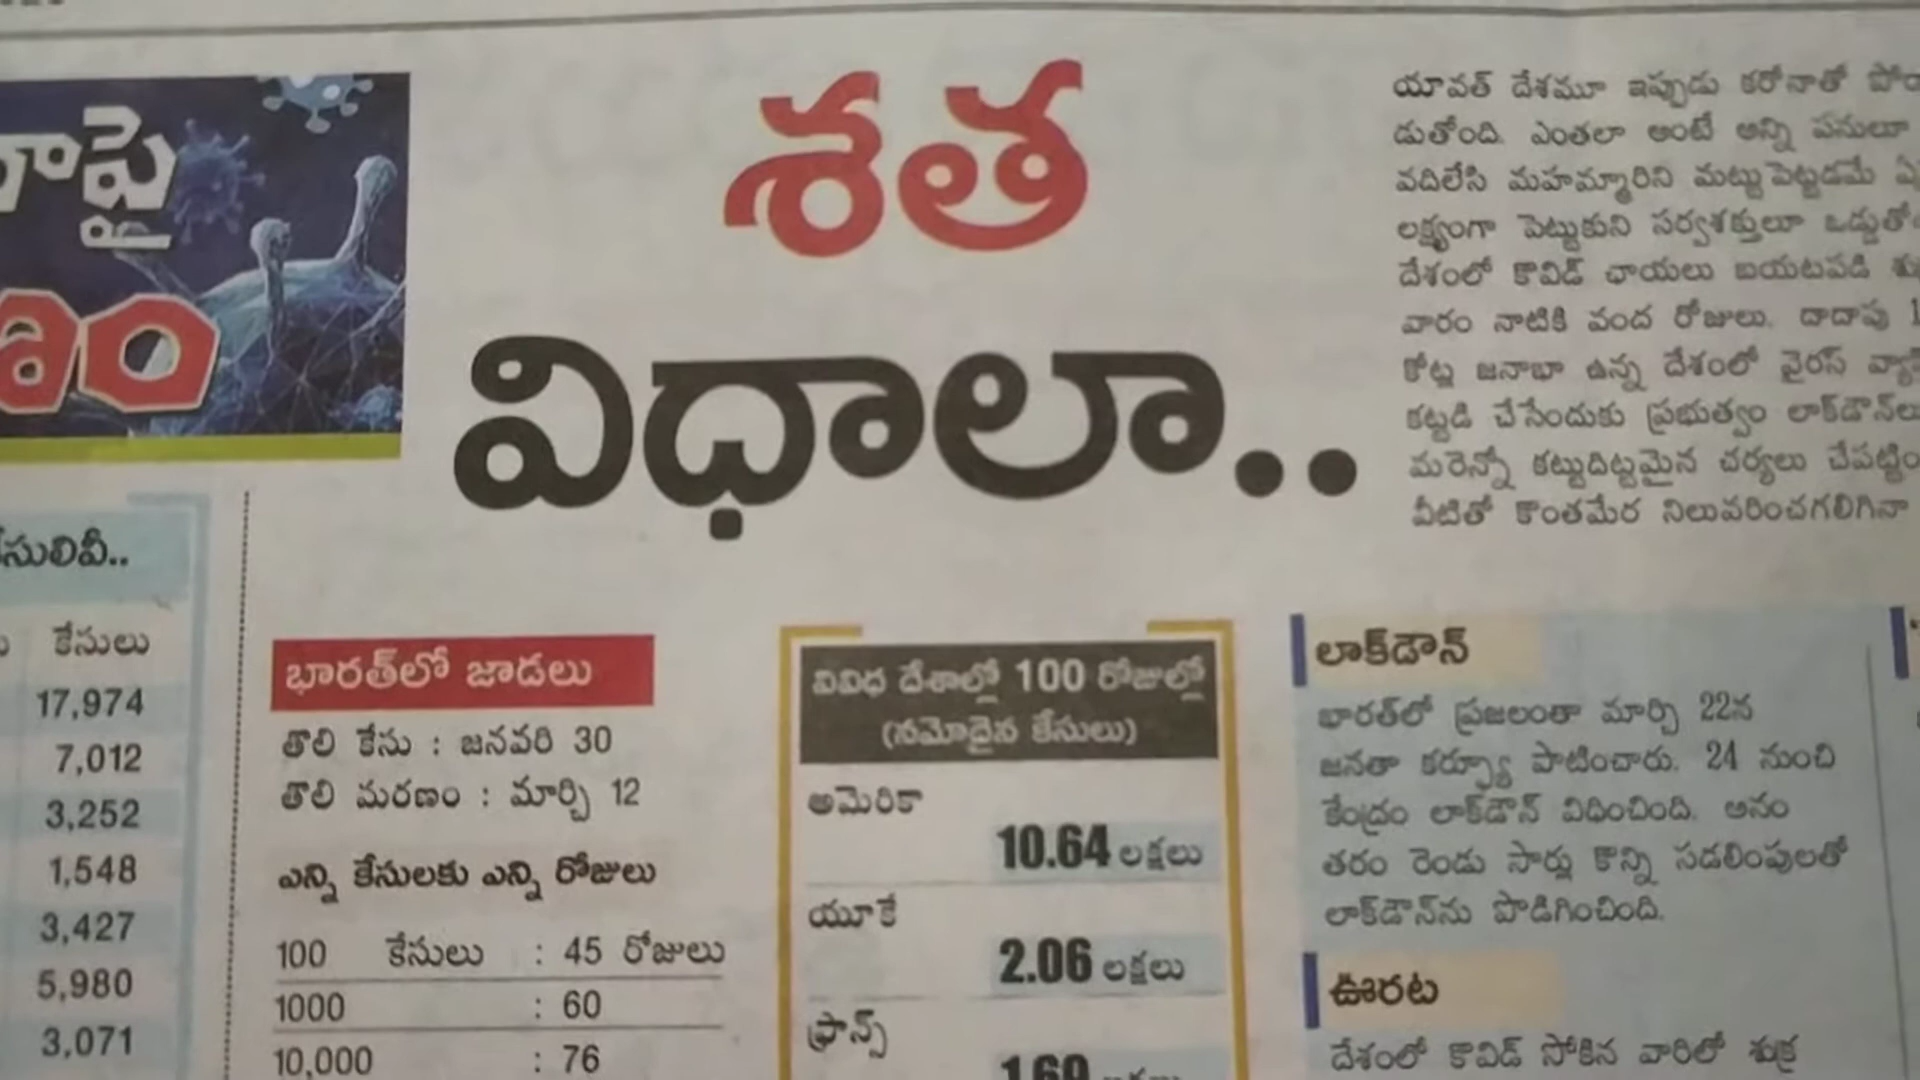 శత
విధాలా..
యావత్ దేశమూ ఇప్పుడు కరోనాతో
డుతోంది. ఎంతలా అంటే అన్ని పనులూ
వదిలేసి మహమ్మారిని మట్టుపెట్టడమే
లక్ష్యంగా పెట్టుకుని సర్వశక్తులూ ఒడ్డుతో
దేశంలో కొవిడ్ ఛాయలు బయటపడి శుక్ర
వారం నాటికి వంద రోజులు. దాదాపు
కోట్ల జనాభా ఉన్న దేశంలో వైరస్
కట్టడి చేసేందుకు ప్రభుత్వం లాక్‌డౌన్‌లు
మరెన్నో కట్టుదిట్టమైన చర్యలు చేపట్టిం
వీటితో కొంతమేర నిలువరించగలిగినా
సులివీ..
కేసులు
17,974
7,012
3,252
1,548
3,427
5,980
3,071
భారత్‌లో జాడలు
తొలి కేసు : జనవరి 30
తొలి మరణం : మార్చి 12
ఎన్ని కేసులకు ఎన్ని రోజులు
100 కేసులు : 45 రోజులు
1000 : 60
10,000 : 76
వివిధ దేశాల్లో 100 రోజుల్లో
(నమోదైన కేసులు)
అమెరికా
10.64 లక్షలు
యూకే
2.06 లక్షలు
ఫ్రాన్స్
1.69 లక్షలు
లాక్‌డౌన్
భారత్‌లో ప్రజలంతా మార్చి 22న
జనతా కర్ఫ్యూ పాటించారు. 24 నుంచి
కేంద్రం లాక్‌డౌన్ విధించింది. అనం
తరం రెండు సార్లు కొన్ని సడలింపులతో
లాక్‌డౌన్‌ను పొడిగించింది.
ఊరట
దేశంలో కొవిడ్ సోకిన వారిలో శుక్ర